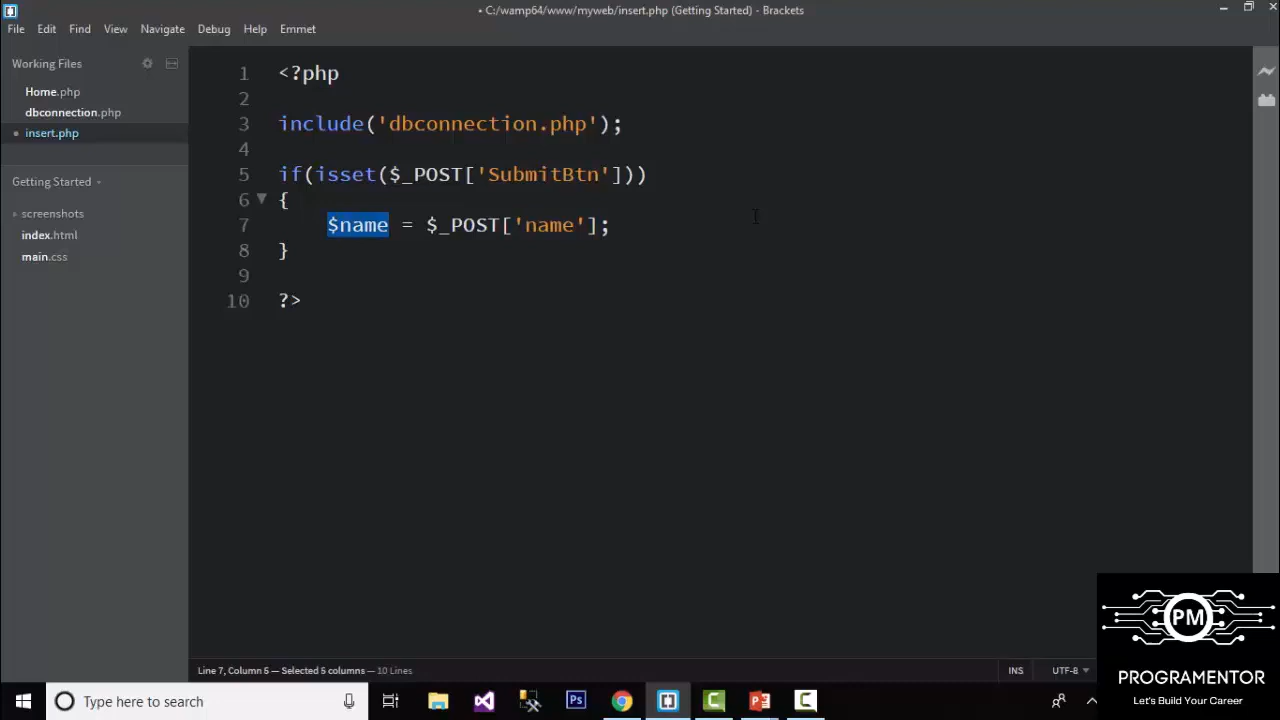 • C:/wamp64/www/myweb/insert.php (Getting Started) - Brackets
File Edit Find View Navigate Debug Help Emmet
Working Files
Home.php
dbconnection.php
• insert.php
Getting Started
screenshots
index.html
main.css
1 <?php
2
3 include('dbconnection.php');
4
5 if(isset($_POST['SubmitBtn']))
6 {
7 $name = $_POST['name'];
8 }
9
10 ?>
Line 7, Column 5 — Selected 5 columns — 10 Lines
INS UTF-8
Type here to search
Ps
PM
PROGRAMENTOR
Let's Build Your Career